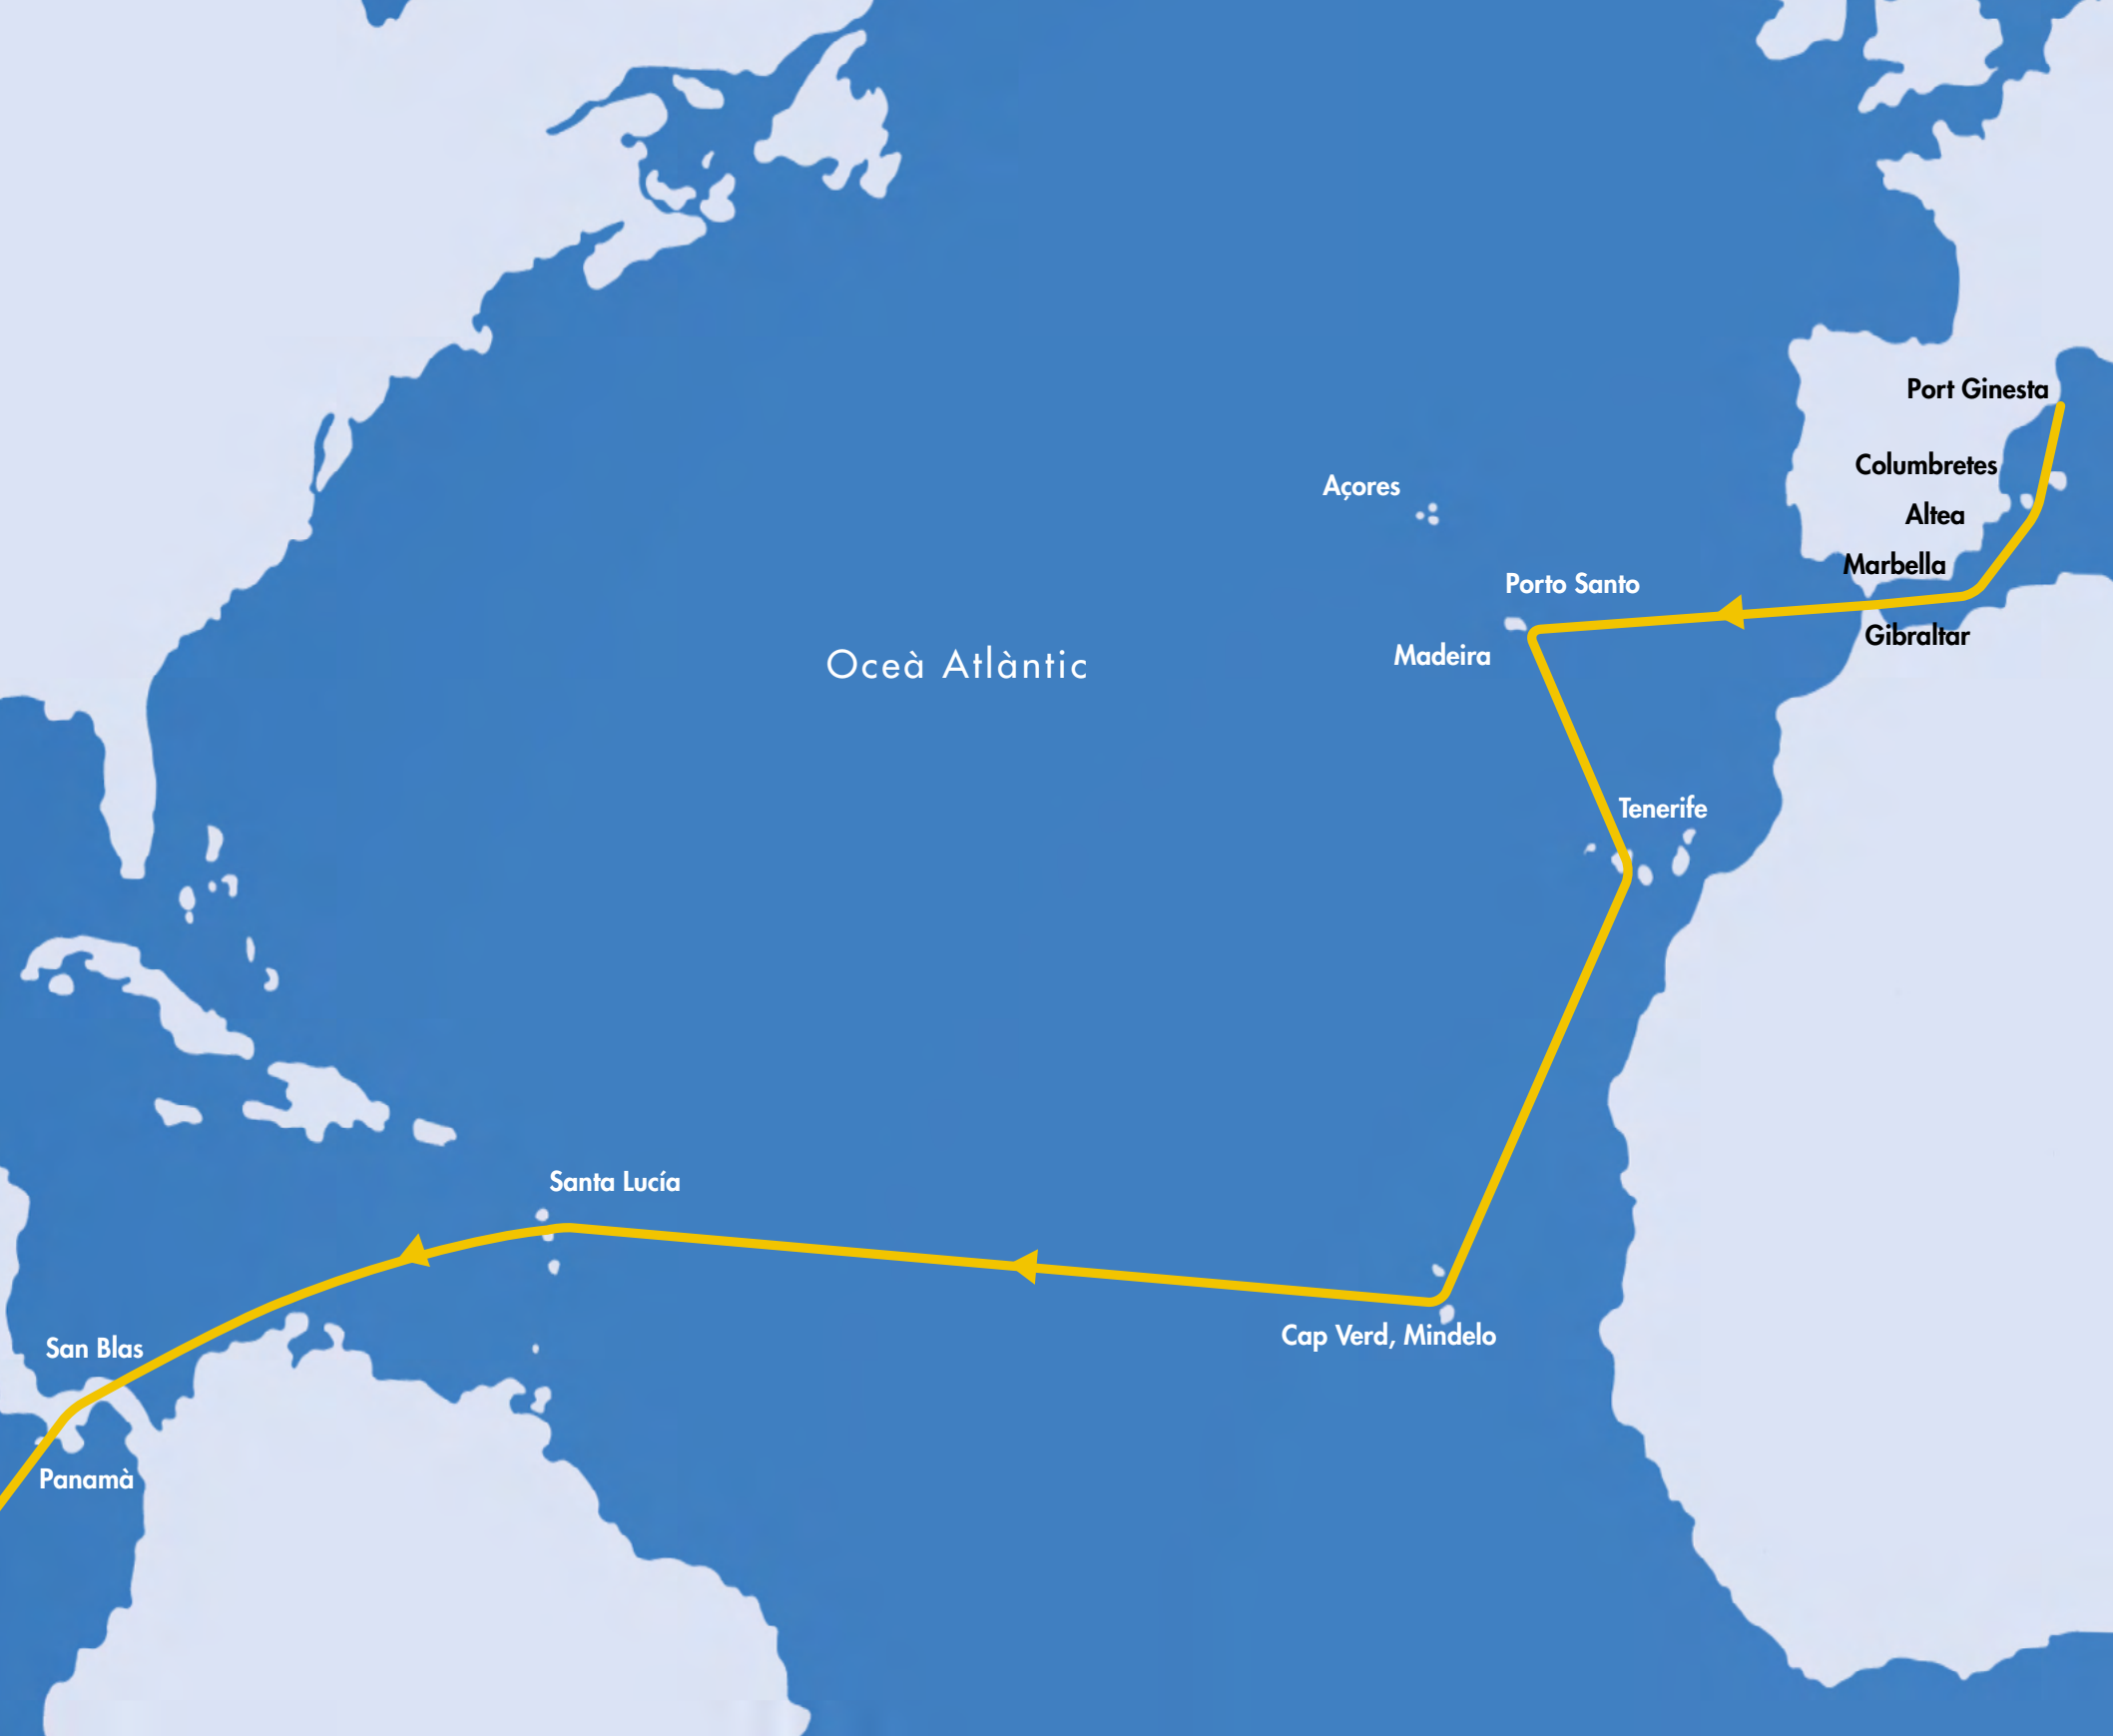 Port Ginesta
Columbretes
Açores
Altea
Marbella
Porto Santo
Gibraltar
Madeira
Oceà Atlàntic
Tenerife
Santa Lucía
Cap Verd, Mindelo
San Blas
Panamà